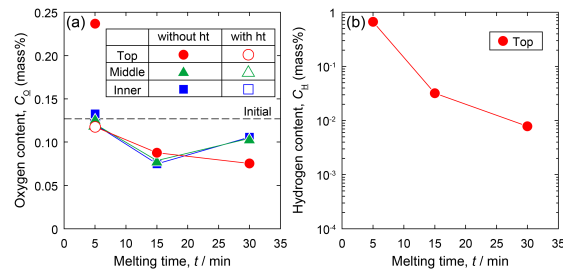 (a)
without ht with ht
Top
Middle
Inner
Initial
0.25
0.20
0.15
0.10
0.05
0.00
0 5 10 15 20 25 30 35
Oxygen content, C_O (mass%)
Melting time, t / min
(b)
Top
1
10⁻¹
10⁻²
10⁻³
10⁻⁴
0 5 10 15 20 25 30 35
Hydrogen content, C_H (mass%)
Melting time, t / min